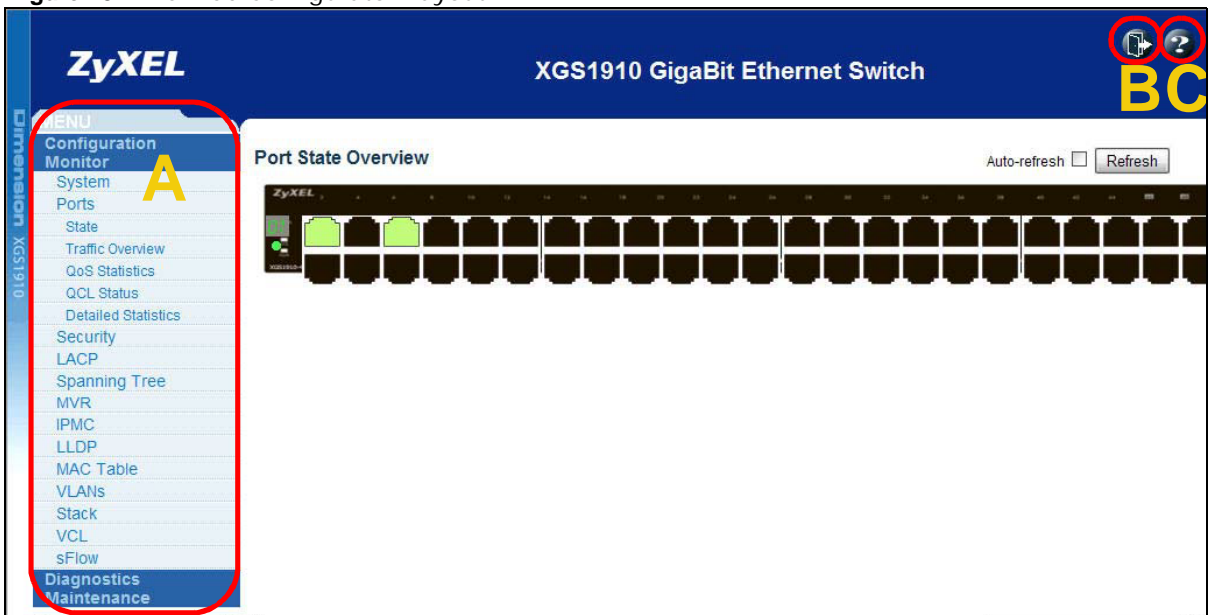 ZyXEL
XGS1910 GigaBit Ethernet Switch
B C
MENU
Dimension XGS1910
Configuration
Monitor
A
System
Ports
State
Traffic Overview
QoS Statistics
QCL Status
Detailed Statistics
Security
LACP
Spanning Tree
MVR
IPMC
LLDP
MAC Table
VLANs
Stack
VCL
sFlow
Diagnostics
Maintenance
Port State Overview
Auto-refresh Refresh
ZyXEL